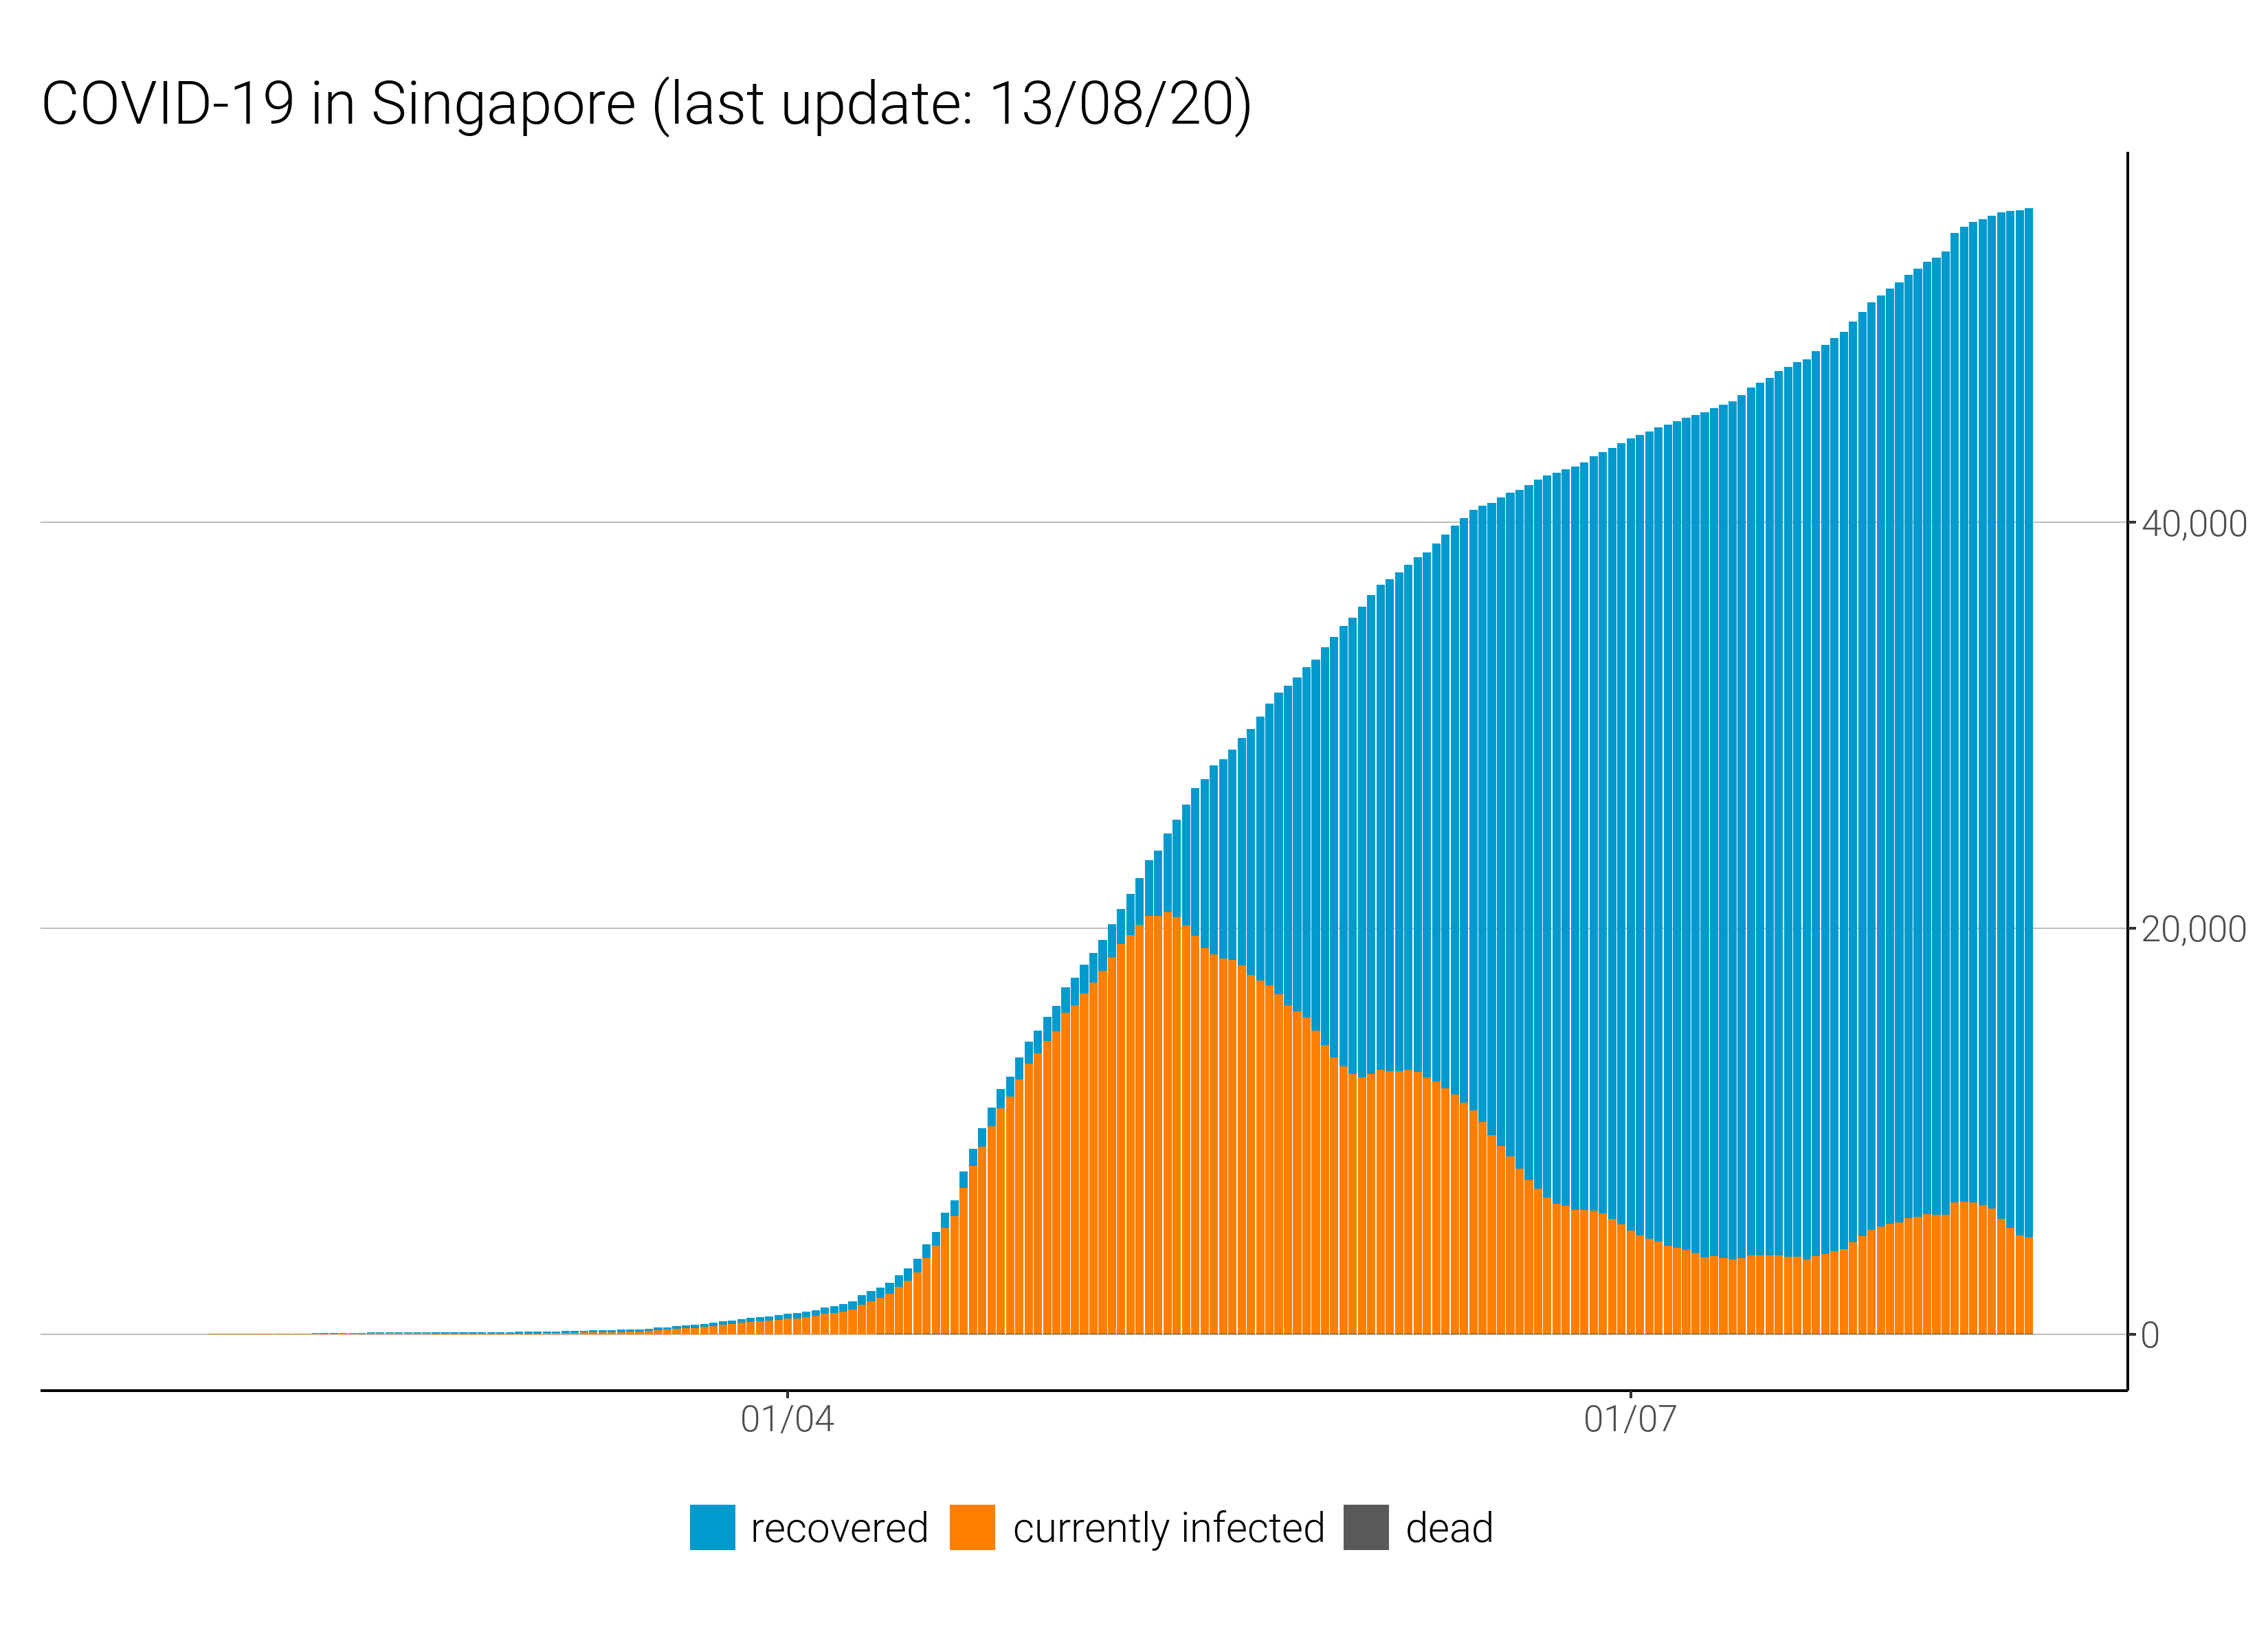 COVID-19 in Singapore (last update: 13/08/20)
40,000
20,000
0
01/04 01/07
recovered currently infected dead